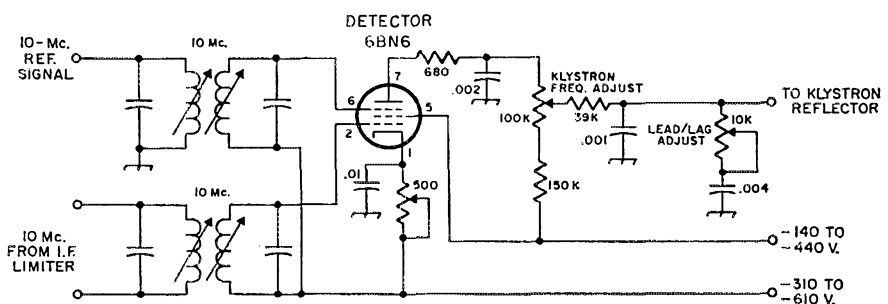 DETECTOR
6BN6
10-Mc.
REF.
SIGNAL
10 Mc.
7
680
.002
KLYSTRON
FREQ. ADJUST
TO KLYSTRON
REFLECTOR
6
5
2
100K
39K
.001
LEAD/LAG
ADJUST
10K
1
.01
500
150K
.004
10 Mc.
10 Mc.
FROM I.F.
LIMITER
-140 TO
-440 V.
-310 TO
-610 V.